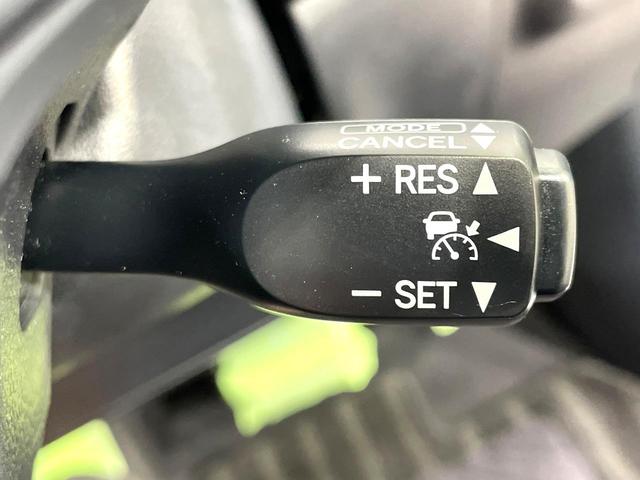 MODE
CANCEL
+ RES
– SET